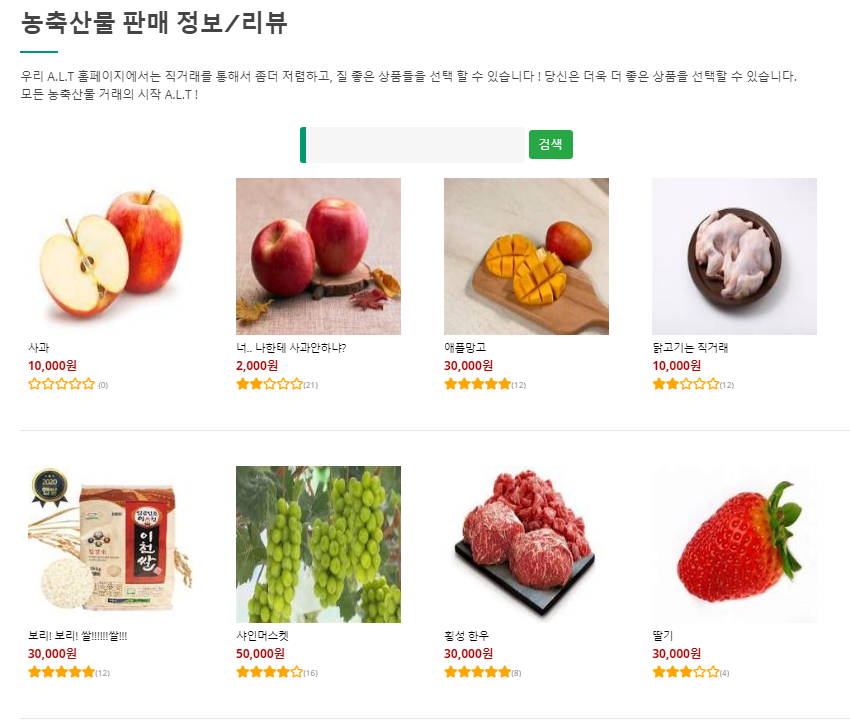 농축산물 판매 정보/리뷰
우리 A.L.T 홈페이지에서는 직거래를 통해서 좀더 저렴하고, 질 좋은 상품들을 선택 할 수 있습니다 ! 당신은 더욱 더 좋은 상품을 선택할 수 있습니다.
모든 농축산물 거래의 시작 A.L.T !
검색
사과
10,000원
(0)
너.. 나한테 사과안하냐?
2,000원
(21)
애플망고
30,000원
(12)
닭고기는 직거래
10,000원
(12)
2020
이천쌀
보리! 보리! 쌀!!!!!!쌀!!!
30,000원
(12)
샤인머스켓
50,000원
(16)
횡성 한우
30,000원
(8)
딸기
30,000원
(4)